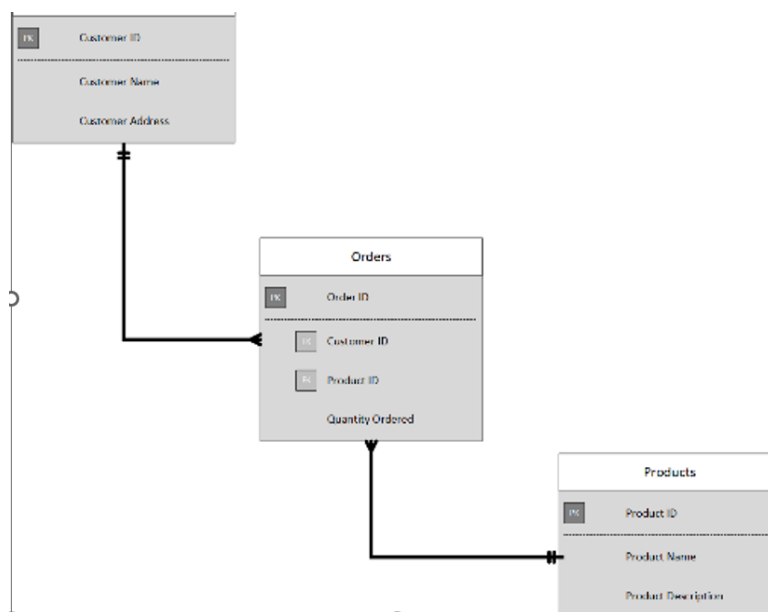 PK Customer ID
Customer Name
Customer Address
Orders
PK Order ID
Customer ID
Product ID
Quantity Ordered
Products
PK Product ID
Product Name
Product Description